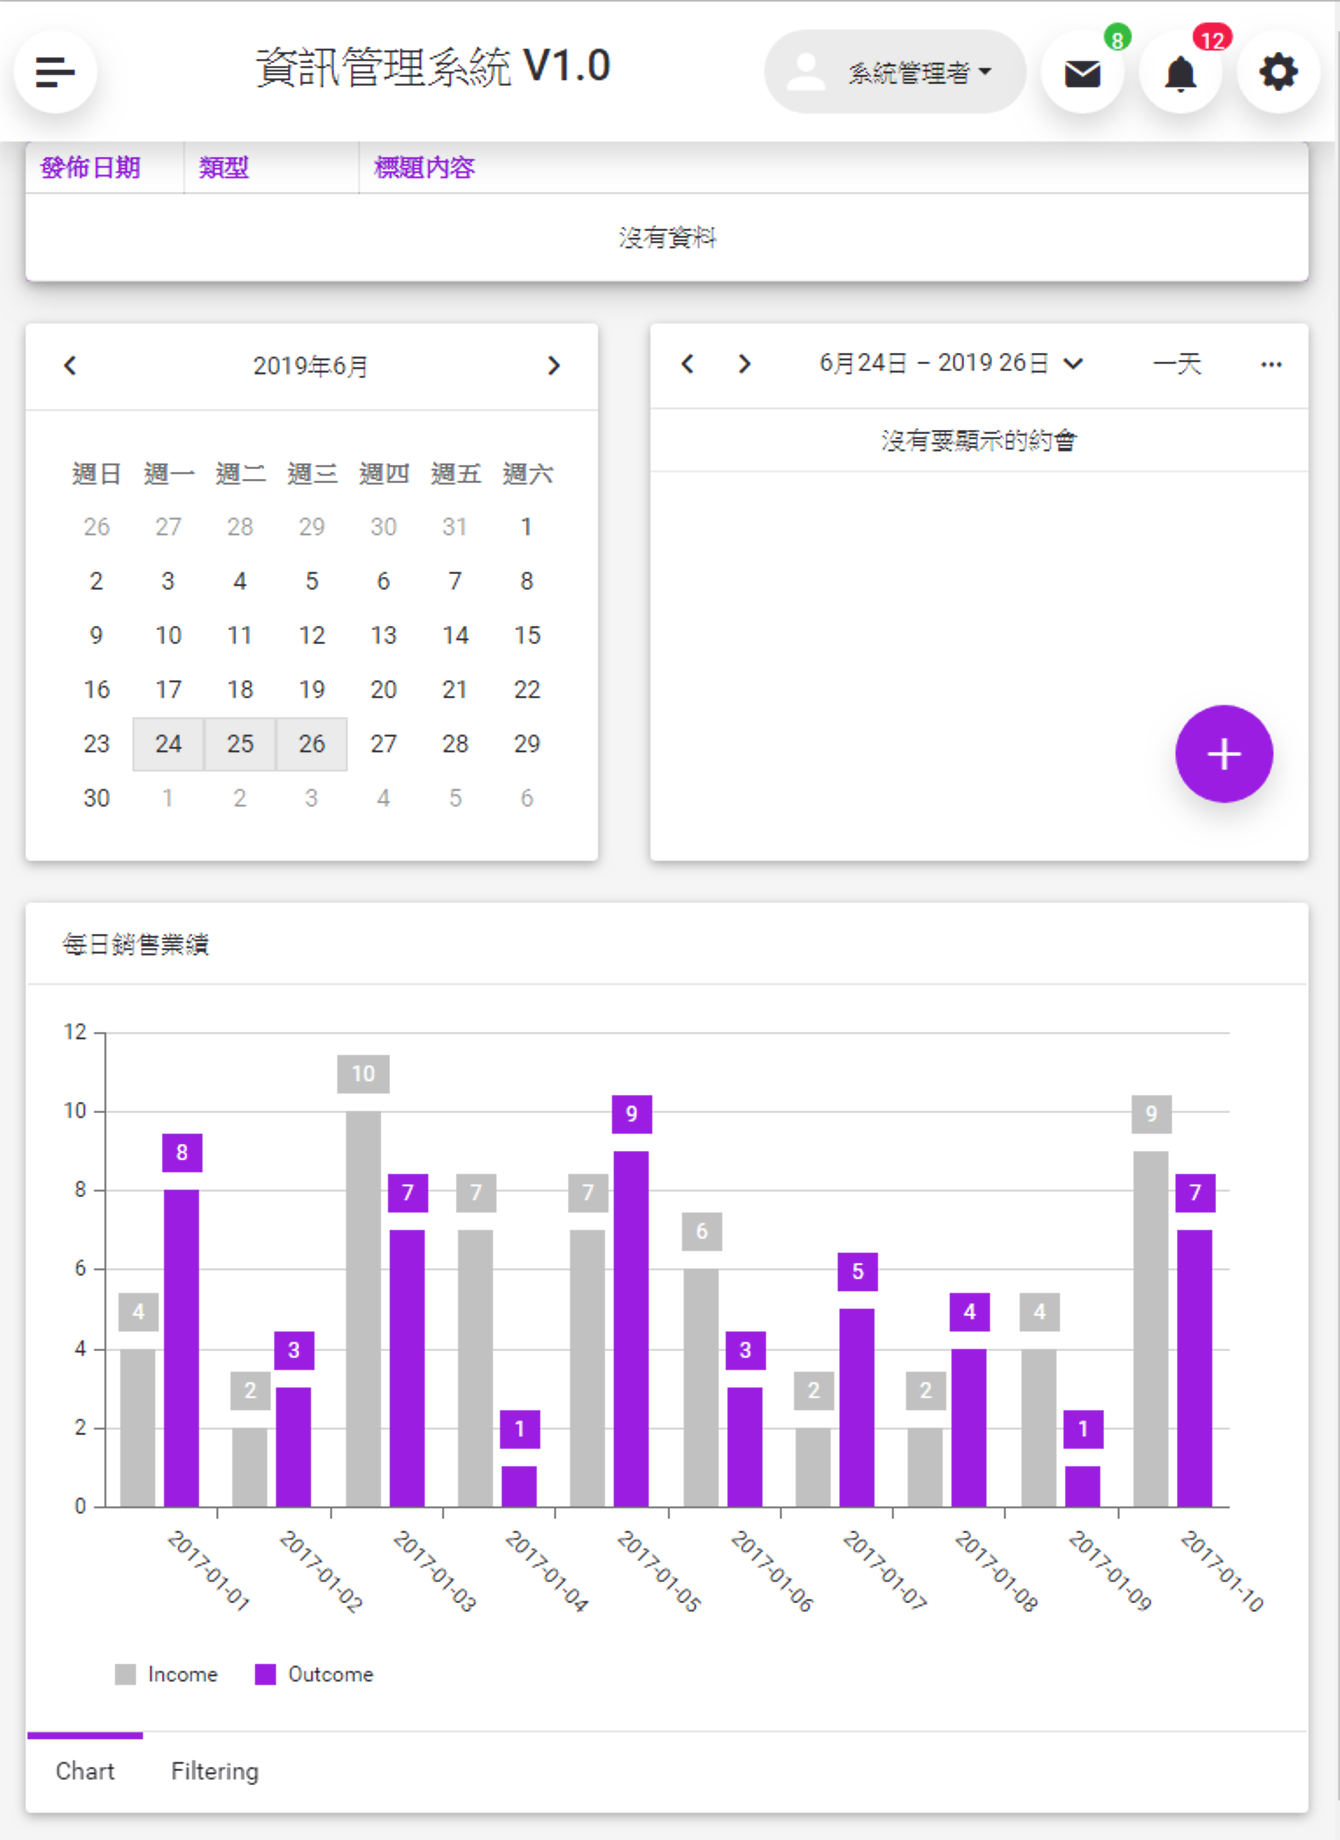 資訊管理系統 V1.0
系統管理者
8
12
發佈日期 類型 標題內容
沒有資料
2019年6月
週日 週一 週二 週三 週四 週五 週六
26 27 28 29 30 31 1
2 3 4 5 6 7 8
9 10 11 12 13 14 15
16 17 18 19 20 21 22
23 24 25 26 27 28 29
30 1 2 3 4 5 6
6月24日 – 2019 26日 一天 ...
沒有要顯示的約會
+
每日銷售業績
12
10
8
6
4
2
0
4 8 2 3 10 7 7 1 7 9 6 3 2 5 2 4 4 1 9 7
2017-01-01 2017-01-02 2017-01-03 2017-01-04 2017-01-05 2017-01-06 2017-01-07 2017-01-08 2017-01-09 2017-01-10
Income Outcome
Chart Filtering